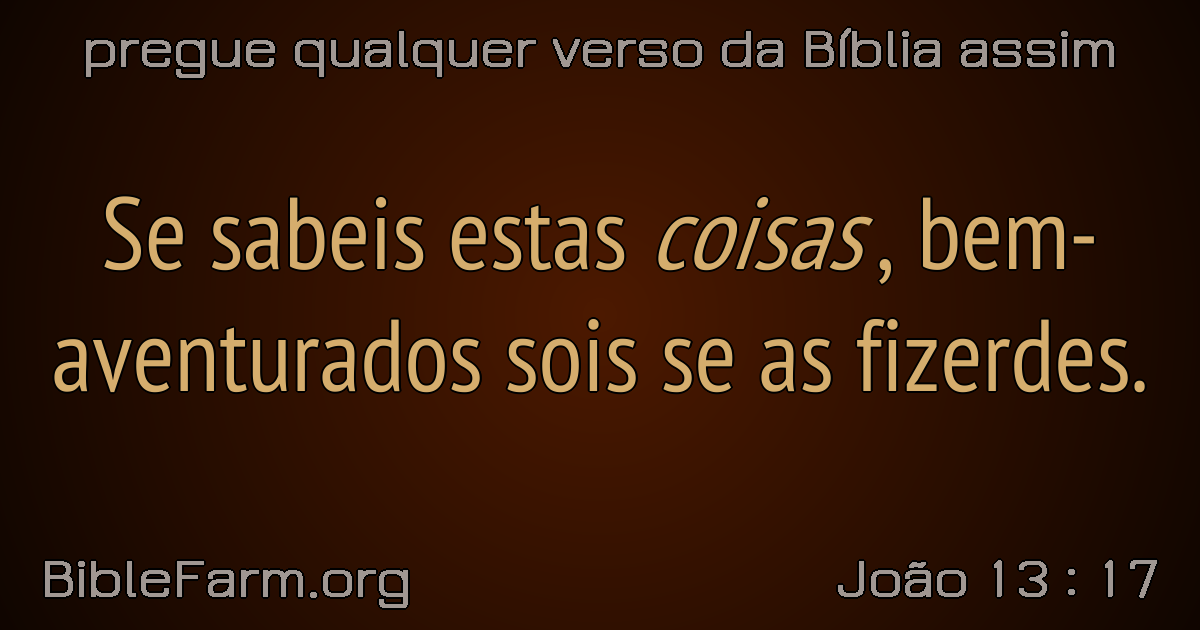 pregue qualquer verso da Bíblia assim
Se sabeis estas coisas, bem-
aventurados sois se as fizerdes.
BibleFarm.org
João 13 : 17